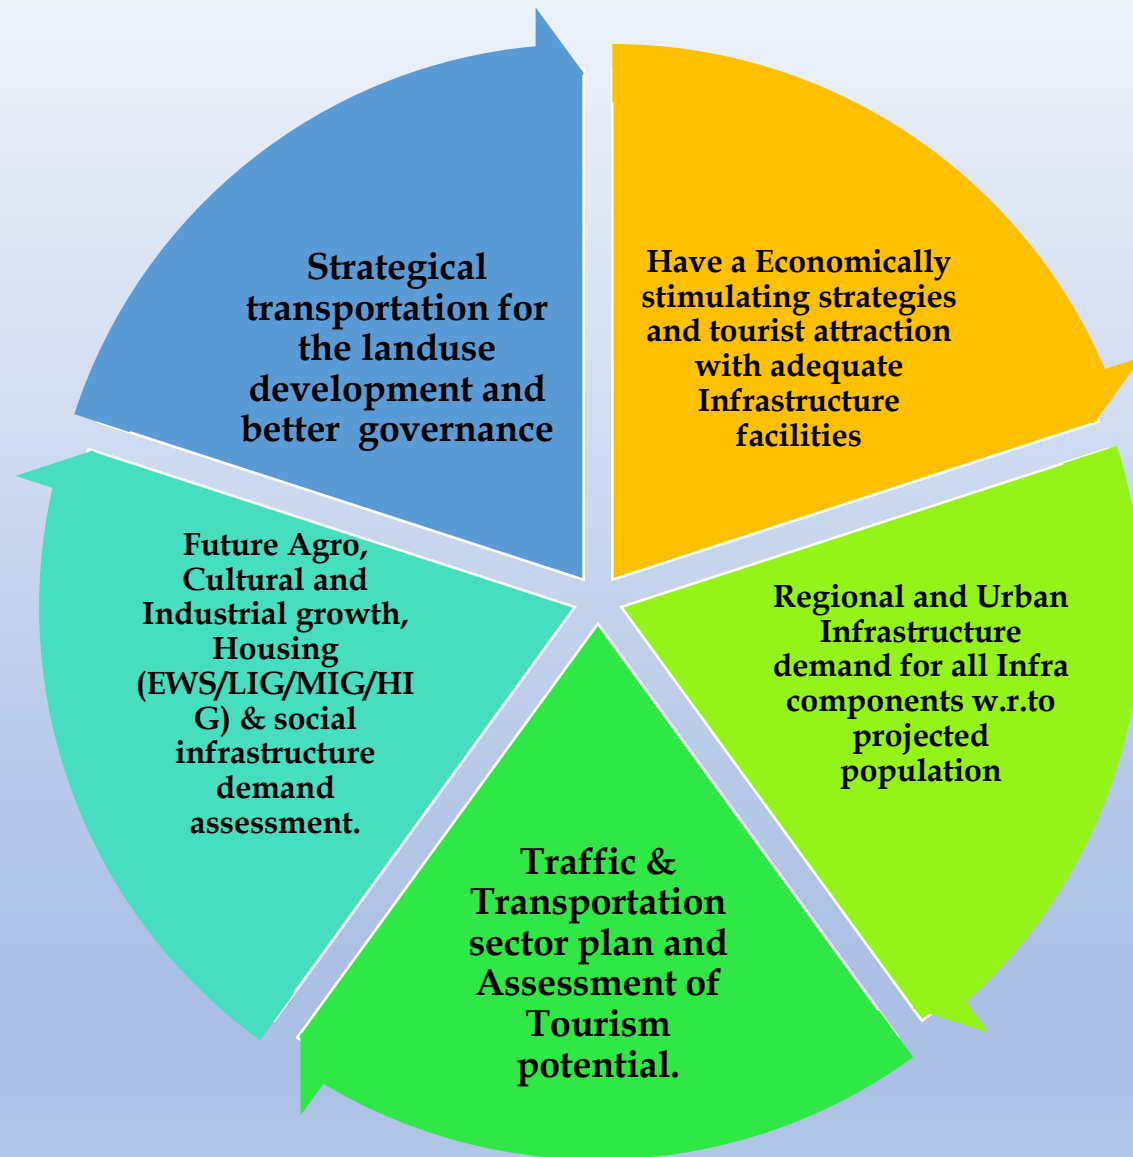 Strategical
transportation for
the landuse
development and
better governance
Have a Economically
stimulating strategies
and tourist attraction
with adequate
Infrastructure
facilities
Regional and Urban
Infrastructure
demand for all Infra
components w.r.to
projected
population
Traffic &
Transportation
sector plan and
Assessment of
Tourism
potential.
Future Agro,
Cultural and
Industrial growth,
Housing
(EWS/LIG/MIG/HI
G) & social
infrastructure
demand
assessment.